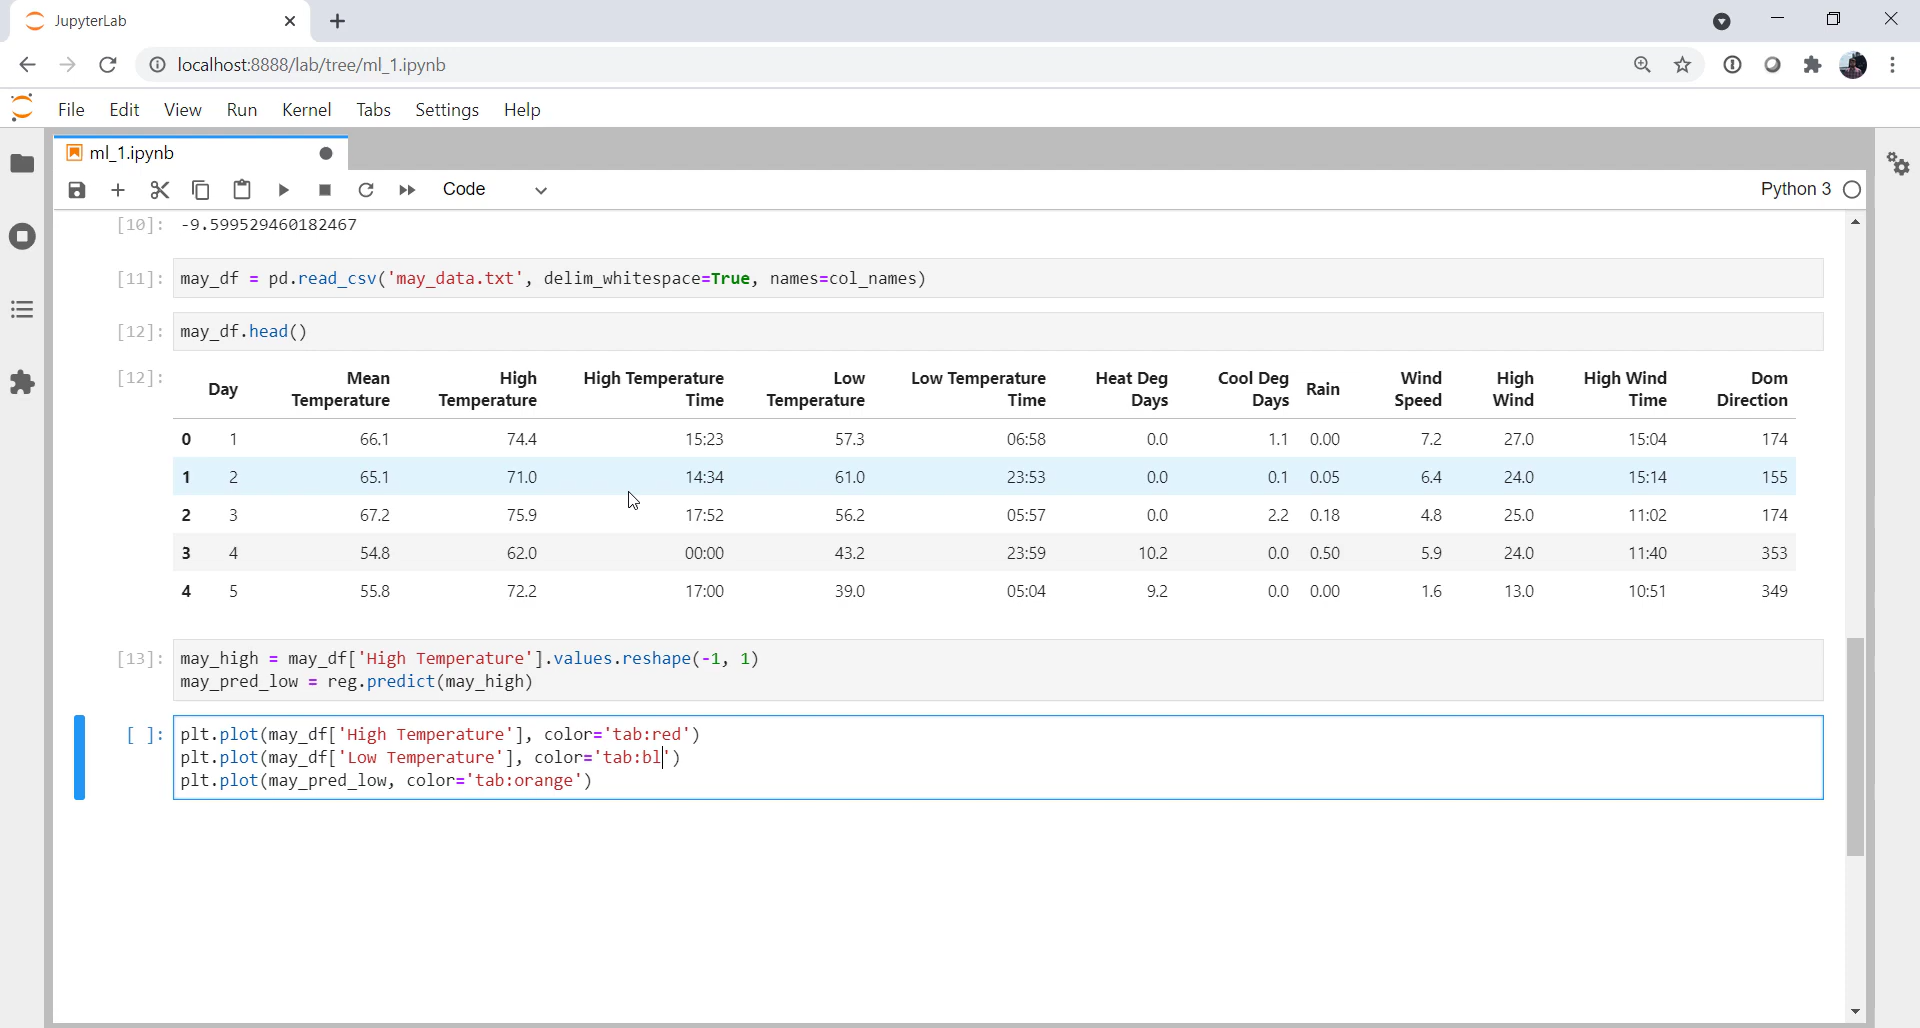 JupyterLab
localhost:8888/lab/tree/ml_1.ipynb
File Edit View Run Kernel Tabs Settings Help
ml_1.ipynb
Code Python 3
[10]: -9.599529460182467
[11]: may_df = pd.read_csv('may_data.txt', delim_whitespace=True, names=col_names)
[12]: may_df.head()
[12]: Day Mean Temperature High Temperature High Temperature Time Low Temperature Low Temperature Time Heat Deg Days Cool Deg Days Rain Wind Speed High Wind High Wind Time Dom Direction
0 1 66.1 74.4 15:23 57.3 06:58 0.0 1.1 0.00 7.2 27.0 15:04 174
1 2 65.1 71.0 14:34 61.0 23:53 0.0 0.1 0.05 6.4 24.0 15:14 155
2 3 67.2 75.9 17:52 56.2 05:57 0.0 2.2 0.18 4.8 25.0 11:02 174
3 4 54.8 62.0 00:00 43.2 23:59 10.2 0.0 0.50 5.9 24.0 11:40 353
4 5 55.8 72.2 17:00 39.0 05:04 9.2 0.0 0.00 1.6 13.0 10:51 349
[13]: may_high = may_df['High Temperature'].values.reshape(-1, 1)
may_pred_low = reg.predict(may_high)
[ ]: plt.plot(may_df['High Temperature'], color='tab:red')
plt.plot(may_df['Low Temperature'], color='tab:bl')
plt.plot(may_pred_low, color='tab:orange')